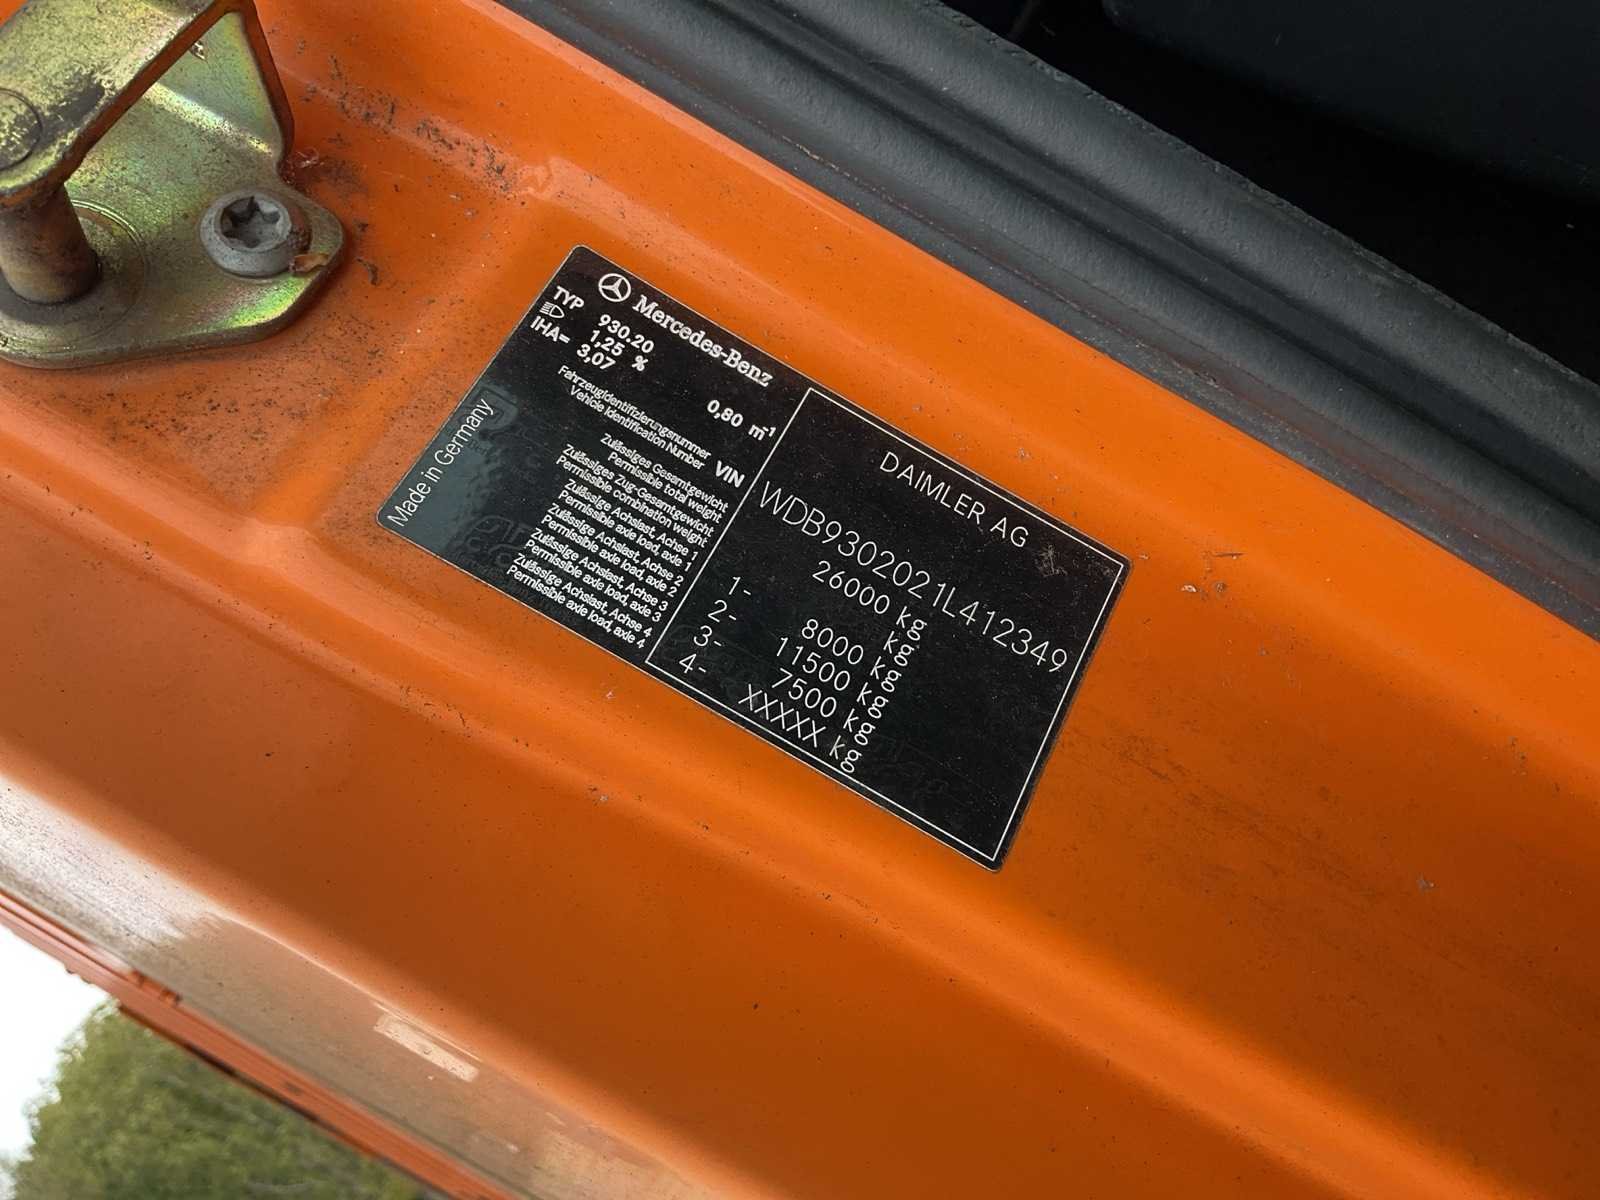 Mercedes-Benz
TYP 930.20
1,25 % 0,80 m⁻¹
IHA= 3,07
Fahrzeugidentifizierungsnummer
Vehicle Identification Number VIN
Zulässiges Gesamtgewicht
Permissible total weight
Zulässiges Zug-Gesamtgewicht
Permissible combination weight
Zulässige Achslast, Achse 1
Permissible axle load, axle 1
Zulässige Achslast, Achse 2
Permissible axle load, axle 2
Zulässige Achslast, Achse 3
Permissible axle load, axle 3
Zulässige Achslast, Achse 4
Permissible axle load, axle 4
Made in Germany
DAIMLER AG
WDB9302021L412349
26000 kg
kg
1- 8000 kg
2- 11500 kg
3- 7500 kg
4- XXXXX kg